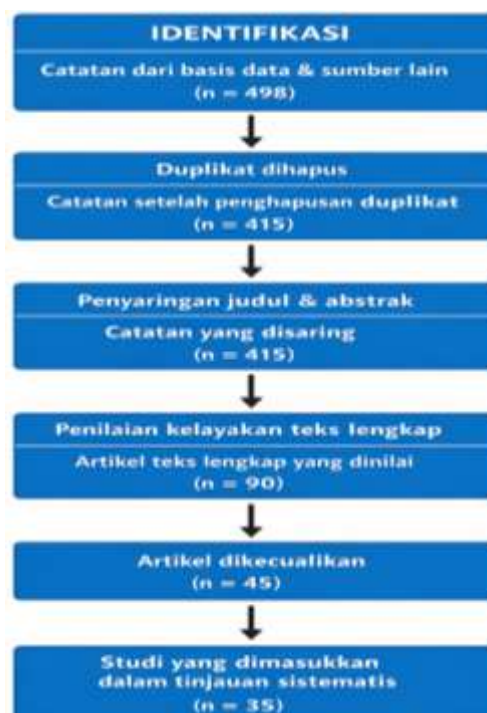 IDENTIFIKASI
Catatan dari basis data & sumber lain
(n = 498)
Duplikat dihapus
Catatan setelah penghapusan duplikat
(n = 415)
Penyaringan judul & abstrak
Catatan yang disaring
(n = 415)
Penilaian kelayakan teks lengkap
Artikel teks lengkap yang dinilai
(n = 90)
Artikel dikecualikan
(n = 45)
Studi yang dimasukkan
dalam tinjauan sistematis
(n = 35)